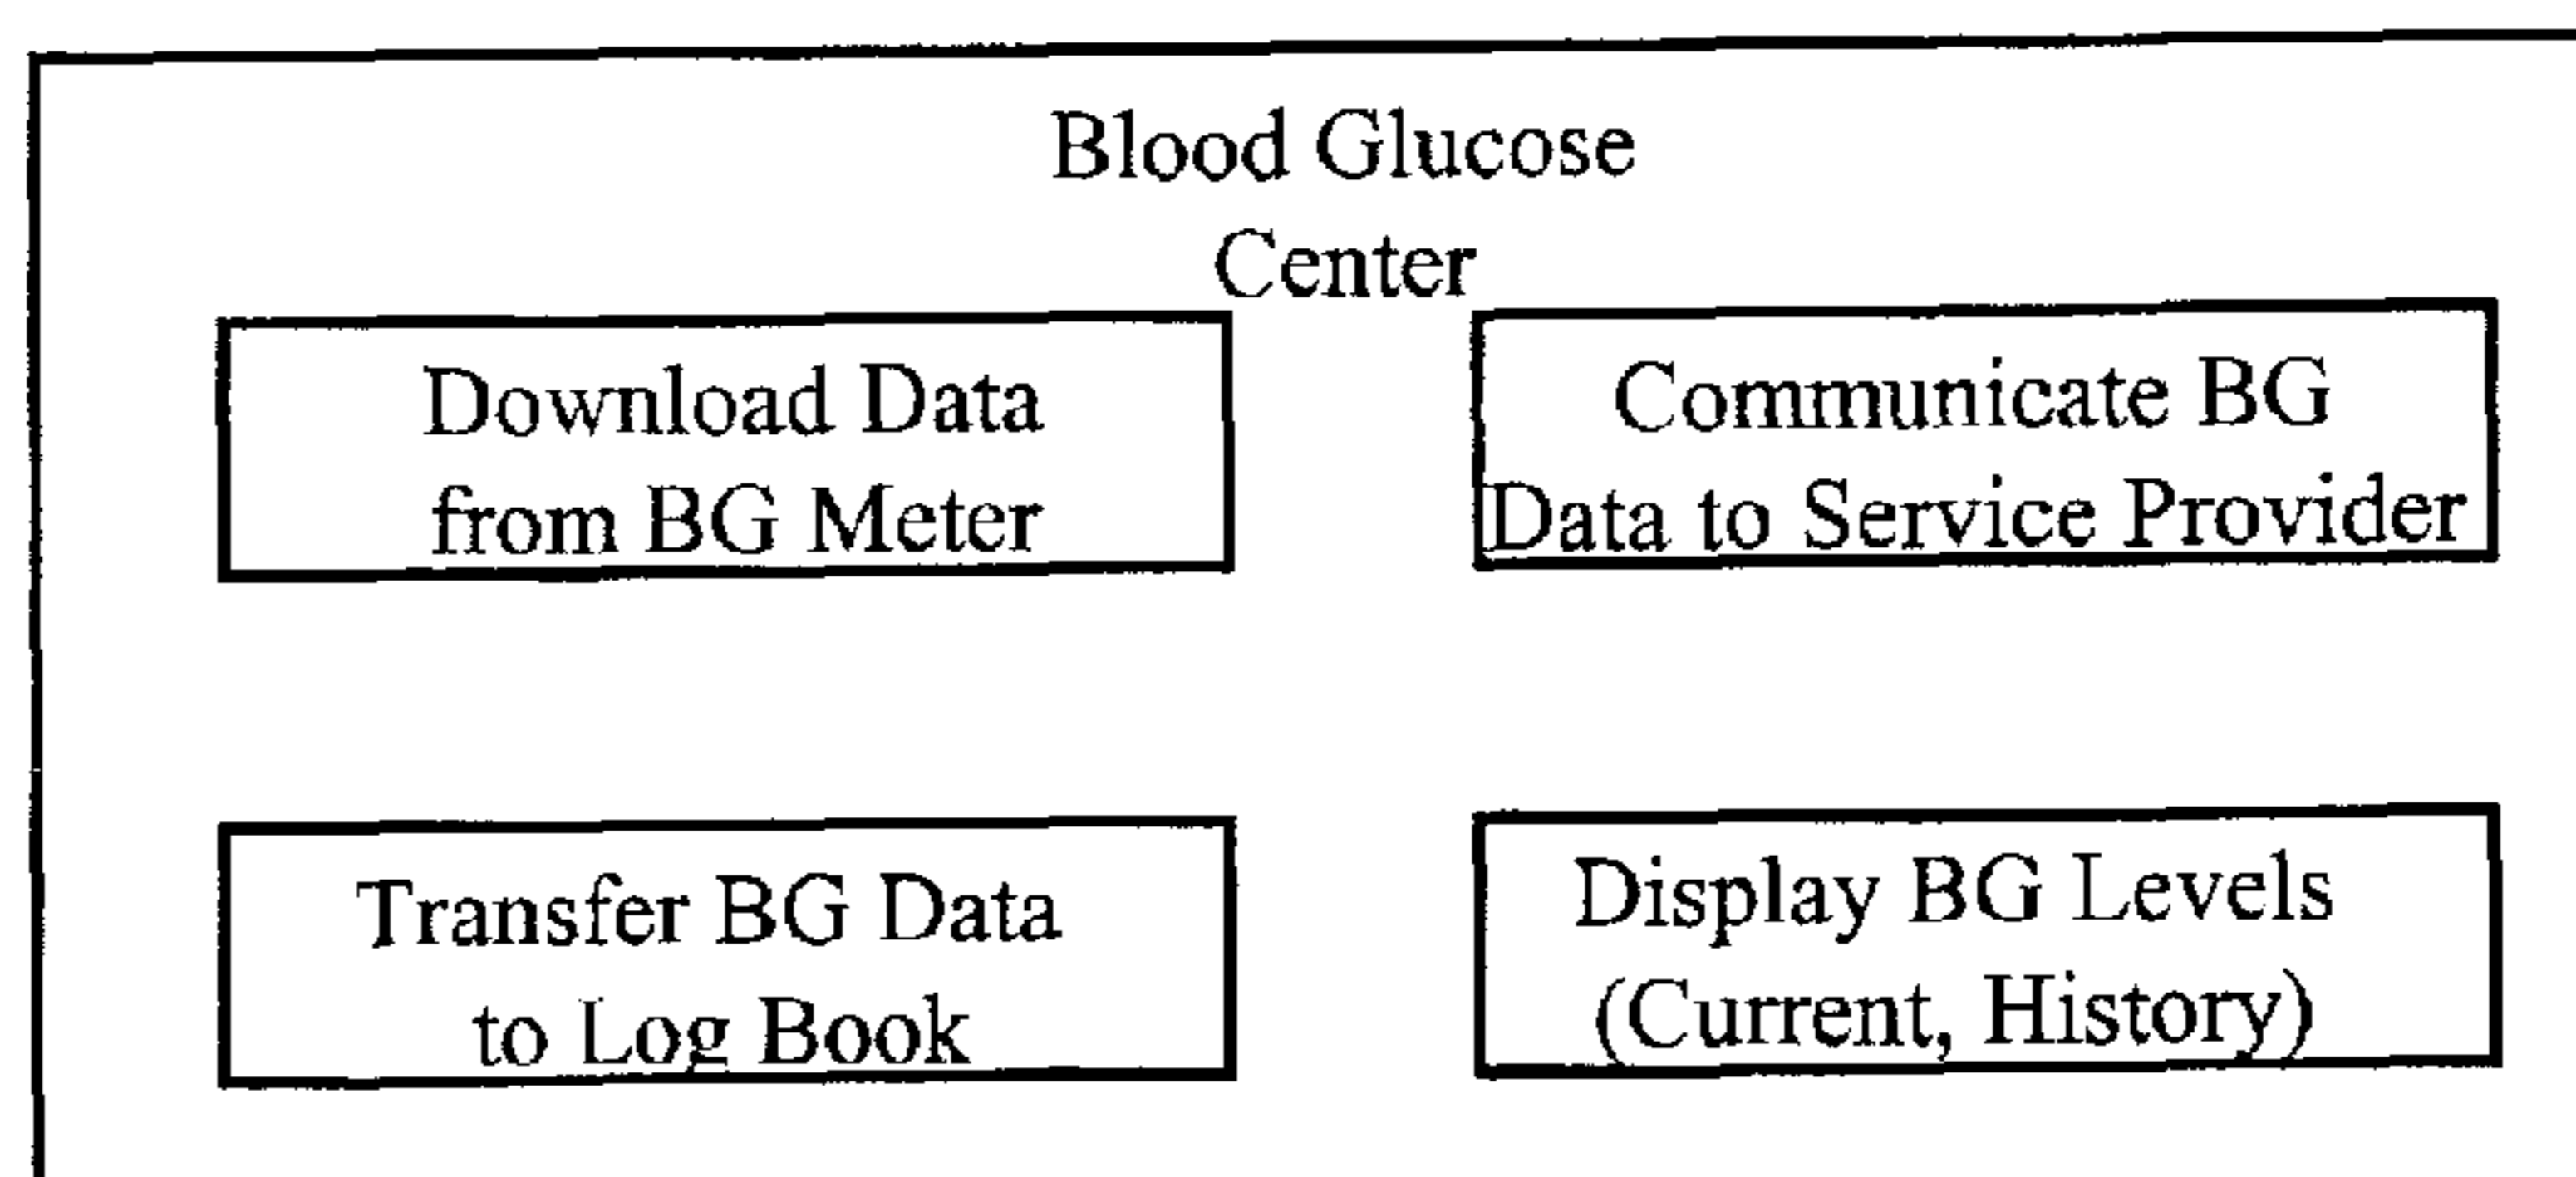 Blood Glucose
Center
Download Data
from BG Meter
Communicate BG
Data to Service Provider
Transfer BG Data
to Log Book
Display BG Levels
(Current, History)